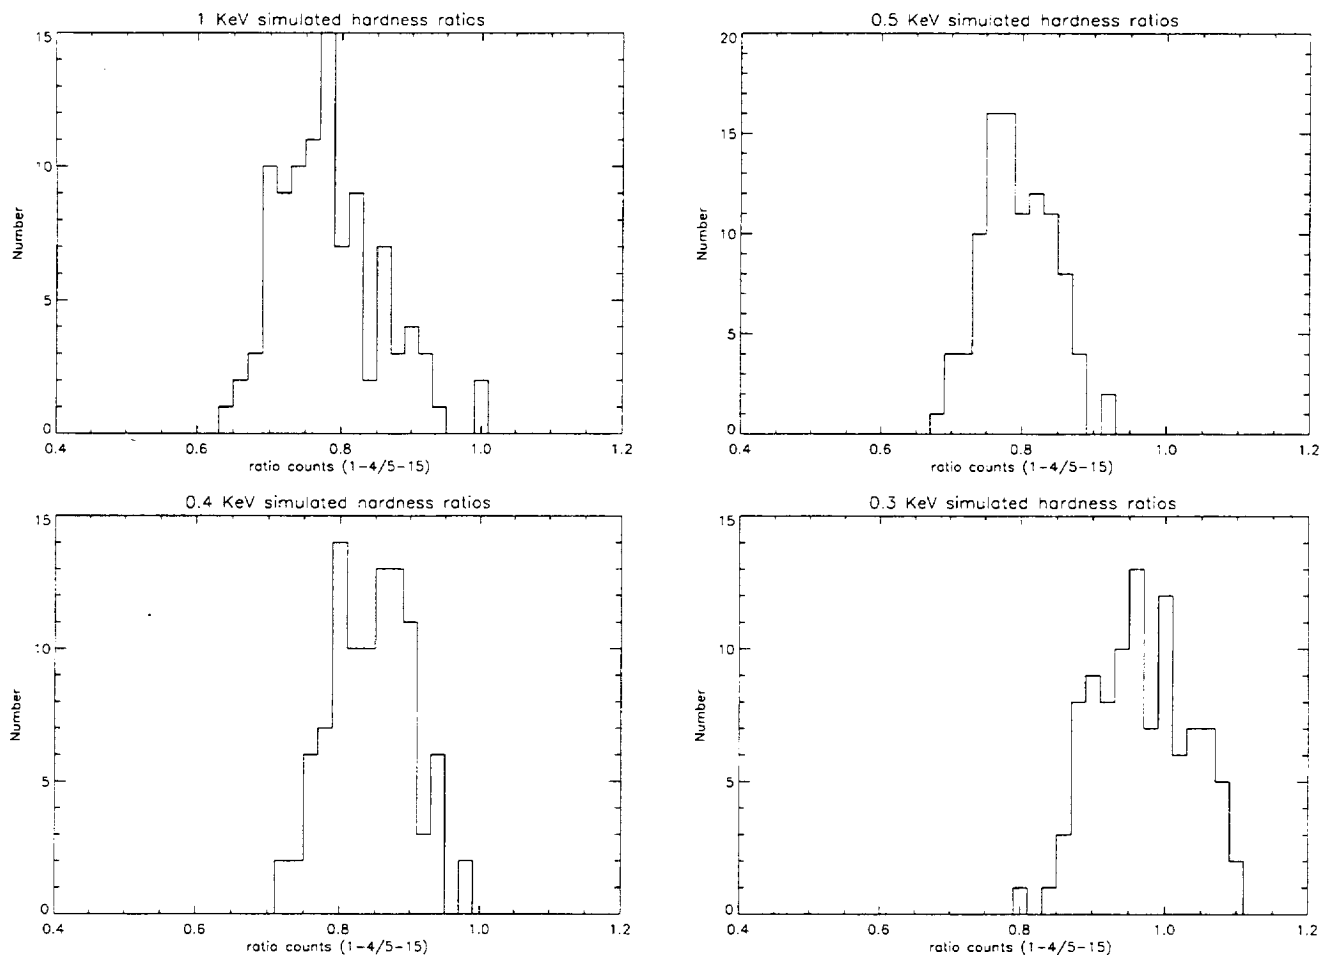 1 KeV simulated hardness ratios
15
10
5
0
Number
0.4 0.6 0.8 1.0 1.2
ratio counts (1-4/5-15)
0.5 KeV simulated hardness ratios
20
15
10
5
0
Number
0.4 0.6 0.8 1.0 1.2
ratio counts (1-4/5-15)
0.4 KeV simulated hardness ratios
15
10
5
0
Number
0.4 0.6 0.8 1.0 1.2
ratio counts (1-4/5-15)
0.3 KeV simulated hardness ratios
15
10
5
0
Number
0.4 0.6 0.8 1.0 1.2
ratio counts (1-4/5-15)